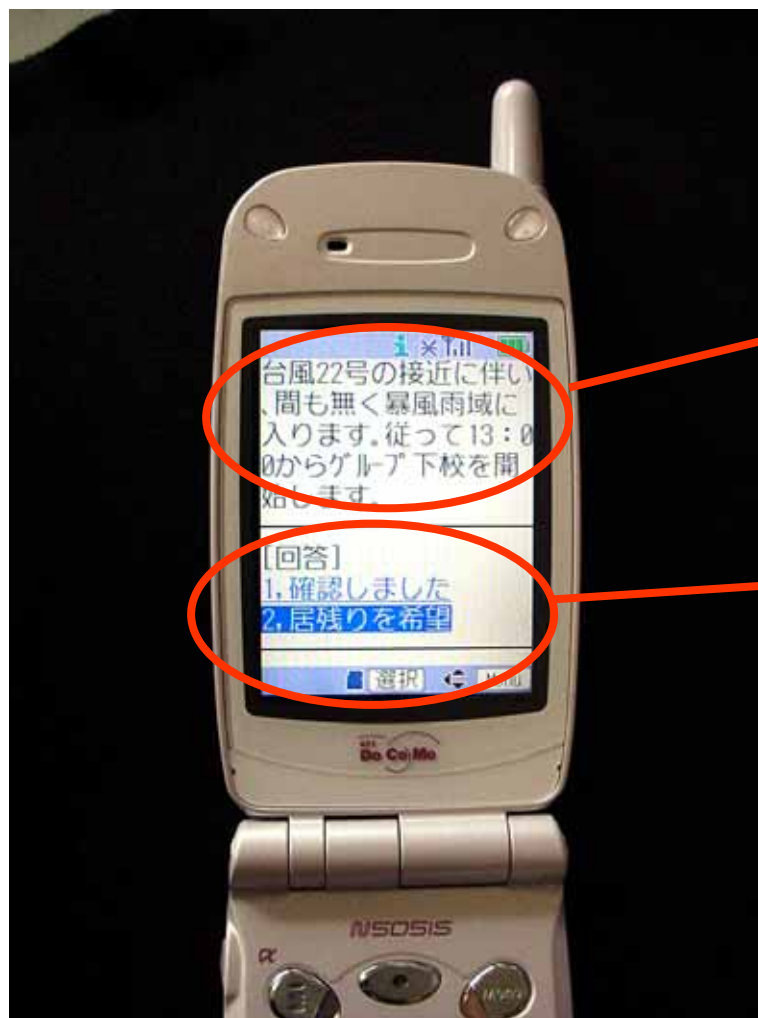 台風22号の接近に伴い
、間も無く暴風雨域に
入ります。従って13:0
0からグループ下校を開
始します。
[回答]
1,確認しました
2,居残りを希望
選択 Menu
NTT
DoCoMo
N505iS
α